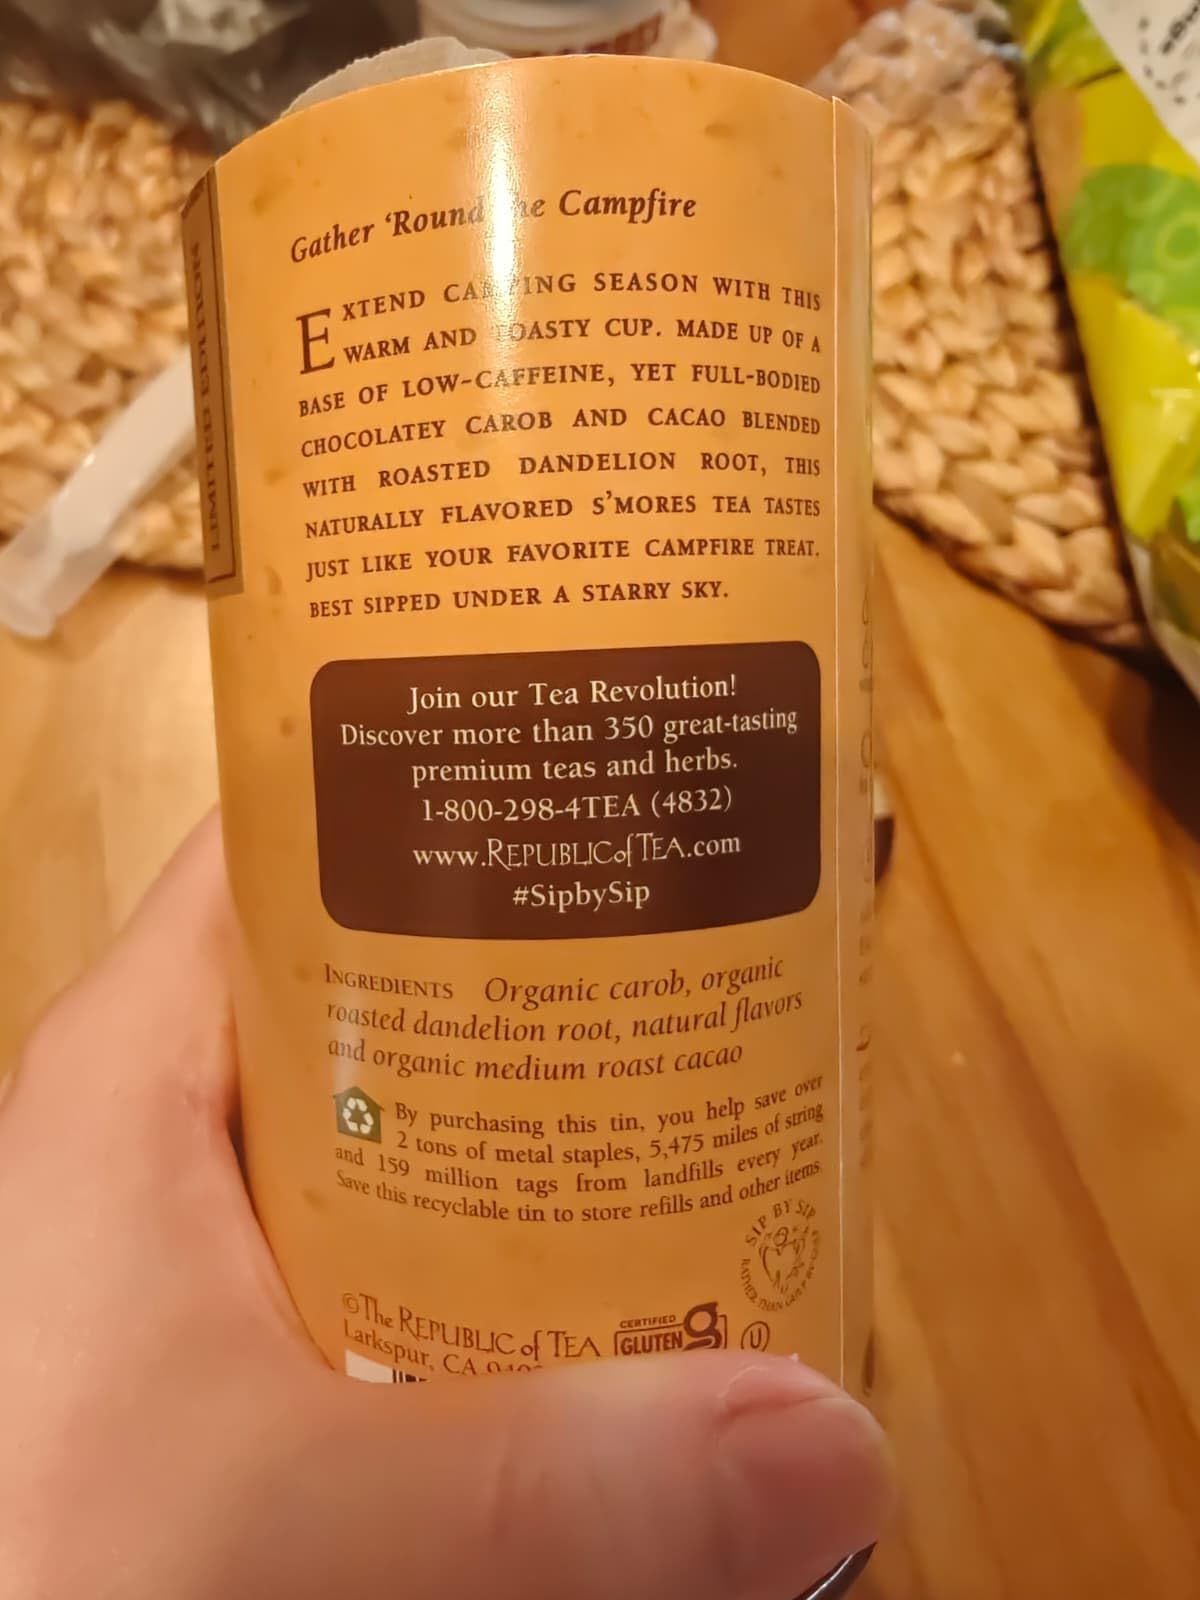 Gather 'Round the Campfire
EXTEND CAMPING SEASON WITH THIS
WARM AND TOASTY CUP. MADE UP OF A
BASE OF LOW-CAFFEINE, YET FULL-BODIED
CHOCOLATEY CAROB AND CACAO BLENDED
WITH ROASTED DANDELION ROOT, THIS
NATURALLY FLAVORED S'MORES TEA TASTES
JUST LIKE YOUR FAVORITE CAMPFIRE TREAT.
BEST SIPPED UNDER A STARRY SKY.
LIMITED EDITION
Join our Tea Revolution!
Discover more than 350 great-tasting
premium teas and herbs.
1-800-298-4TEA (4832)
www.REPUBLICofTEA.com
#SipbySip
INGREDIENTS Organic carob, organic
roasted dandelion root, natural flavors
and organic medium roast cacao
By purchasing this tin, you help save over
2 tons of metal staples, 5,475 miles of string
and 159 million tags from landfills every year.
Save this recyclable tin to store refills and other items.
SIP BY SIP
RATHER THAN
©The REPUBLIC of TEA
Larkspur, CA
CERTIFIED
GLUTEN
U